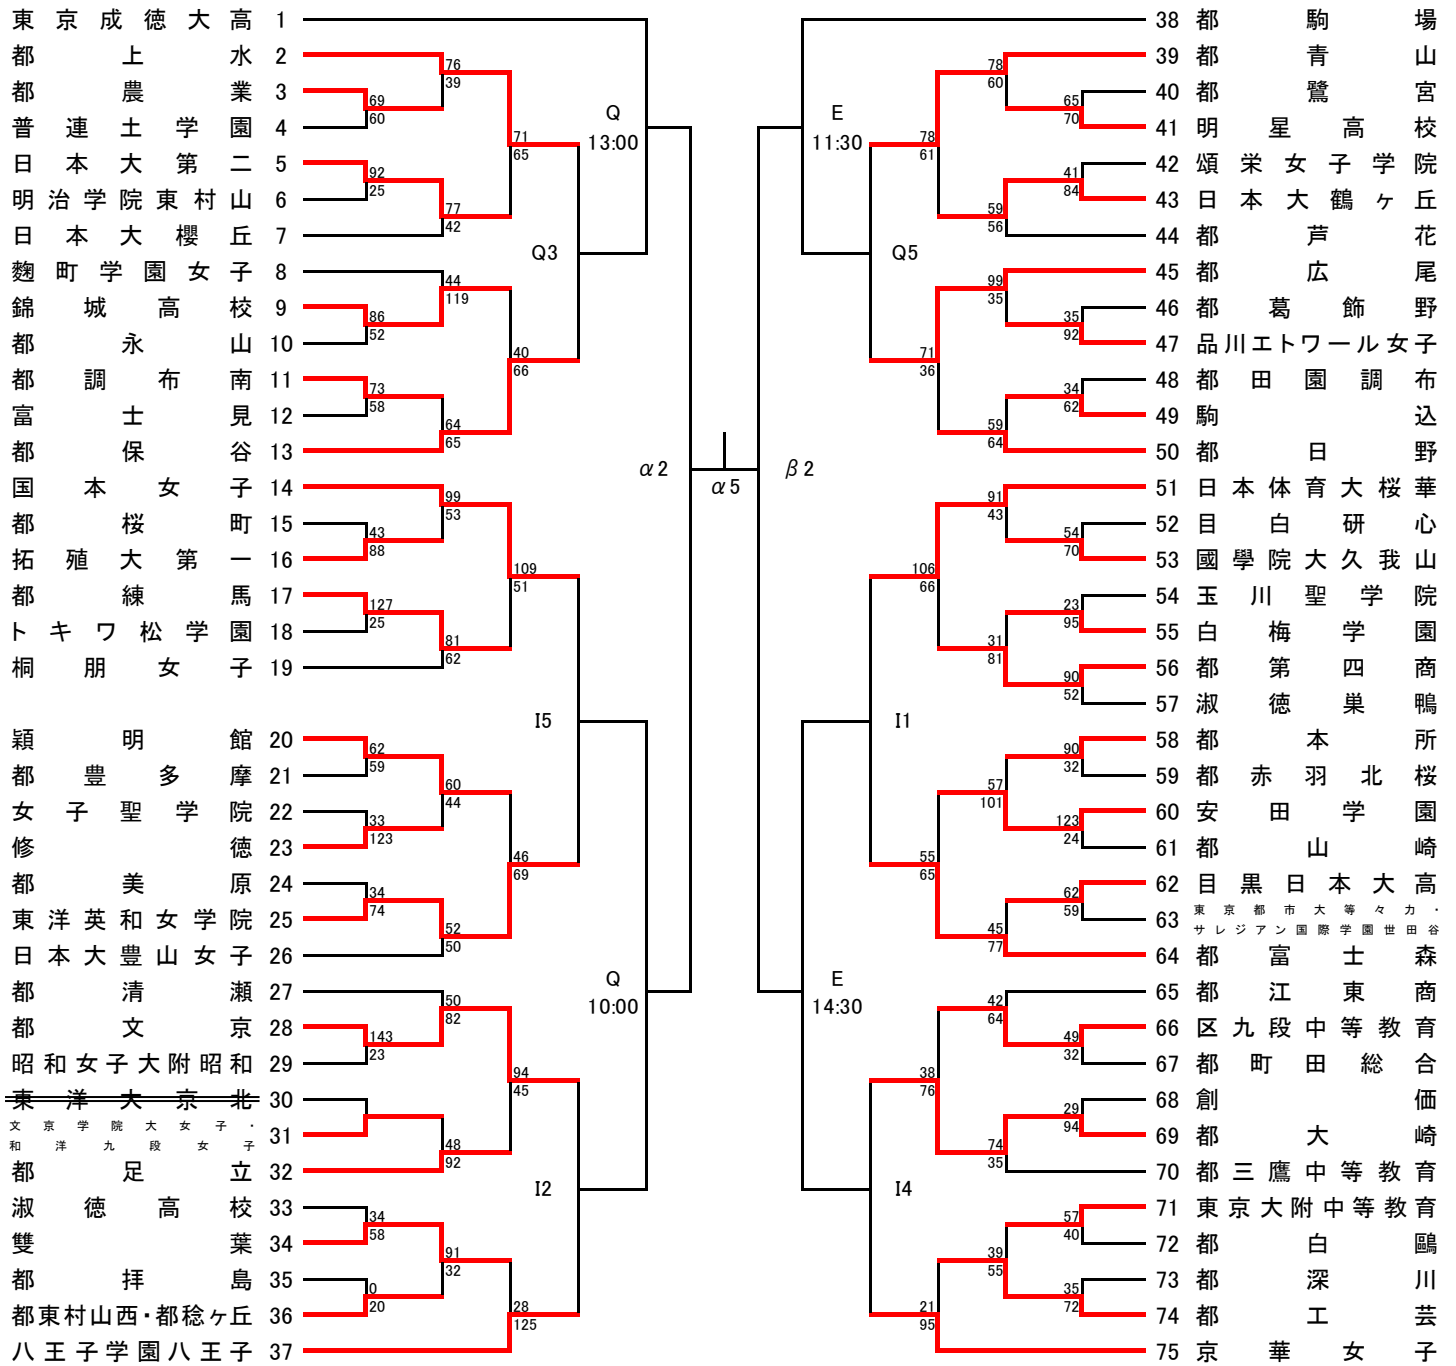 東京成徳大高 1
都上水 2
都農業 3
普連土学園 4
日本大第二 5
明治学院東村山 6
日本大櫻丘 7
麴町学園女子 8
錦城高校 9
都永山 10
都調布南 11
富士見 12
都保谷 13
国本女子 14
都桜町 15
拓殖大第一 16
都練馬 17
トキワ松学園 18
桐朋女子 19
穎明館 20
都豊多摩 21
女子聖学院 22
修徳 23
都美原 24
東洋英和女学院 25
日本大豊山女子 26
都清瀬 27
都文京 28
昭和女子大附昭和 29
東洋大京北 30
文京学院大女子・
和洋九段女子 31
都足立 32
淑徳高校 33
雙葉 34
都拝島 35
都東村山西・都稔ヶ丘 36
八王子学園八王子 37
69
60
92
25
86
52
73
58
43
88
127
25
62
59
33
123
34
74
143
23
34
58
0
20
76
39
77
42
44
119
64
65
99
53
81
62
60
44
52
50
50
82
48
92
91
32
71
65
40
66
109
51
46
69
94
45
28
125
Q3
I5
I2
Q
13:00
Q
10:00
α2
α5
β2
E
11:30
E
14:30
Q5
I1
I4
78
61
71
36
106
66
55
65
38
76
21
95
78
60
59
56
99
35
59
64
91
43
31
81
57
101
45
77
42
64
74
35
39
55
65
70
41
84
35
92
34
62
54
70
23
95
90
52
90
32
123
24
62
59
49
32
29
94
57
40
35
72
38 都駒場
39 都青山
40 都鷺宮
41 明星高校
42 頌栄女子学院
43 日本大鶴ヶ丘
44 都芦花
45 都広尾
46 都葛飾野
47 品川エトワール女子
48 都田園調布
49 駒込
50 都日野
51 日本体育大桜華
52 目白研心
53 國學院大久我山
54 玉川聖学院
55 白梅学園
56 都第四商
57 淑徳巣鴨
58 都本所
59 都赤羽北桜
60 安田学園
61 都山崎
62 目黒日本大高
63 東京都市大等々力・
サレジアン国際学園世田谷
64 都富士森
65 都江東商
66 区九段中等教育
67 都町田総合
68 創価
69 都大崎
70 都三鷹中等教育
71 東京大附中等教育
72 都白鷗
73 都深川
74 都工芸
75 京華女子